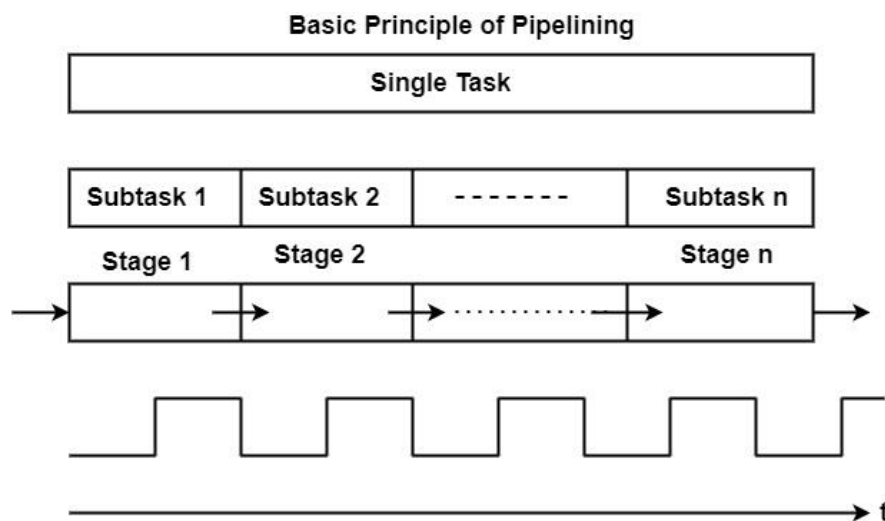 Basic Principle of Pipelining
Single Task
Subtask 1 Subtask 2 ------- Subtask n
Stage 1 Stage 2 Stage n
t